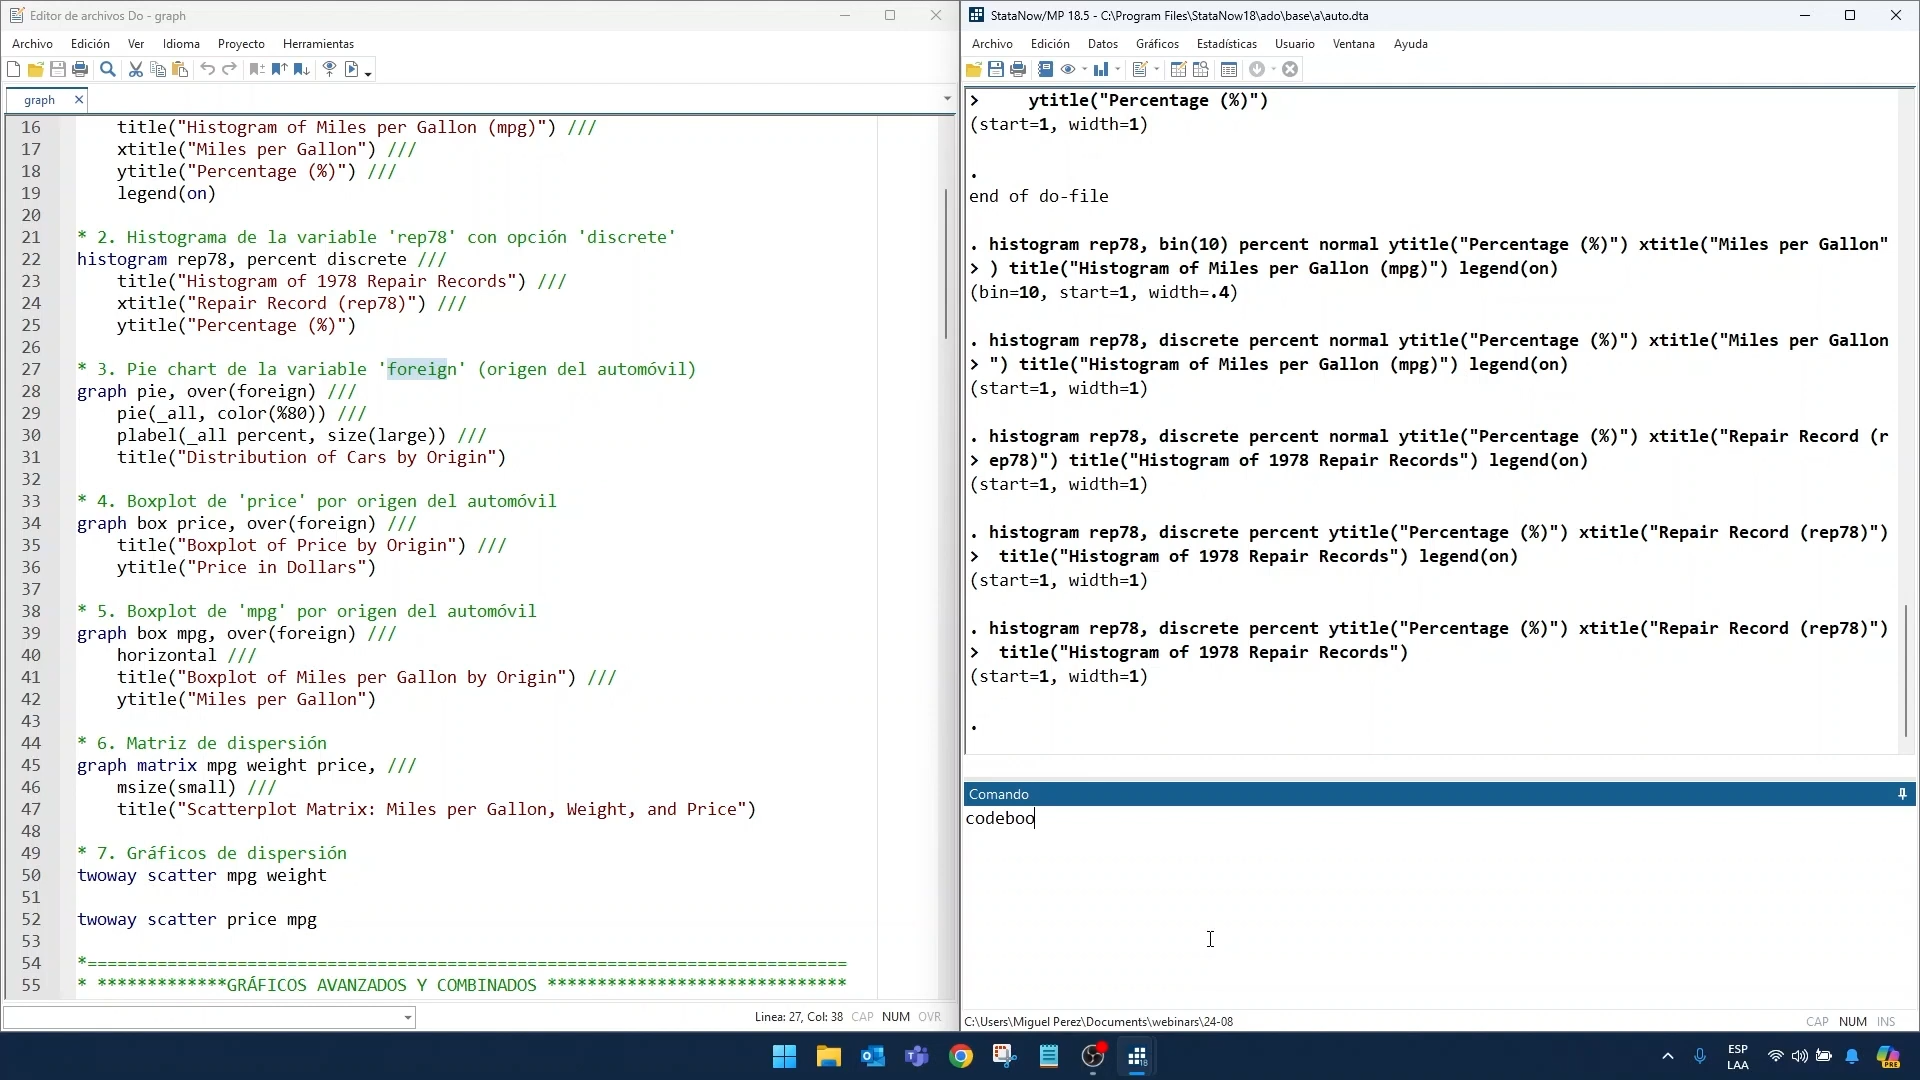 Editor de archivos Do - graph
Archivo Edición Ver Idioma Proyecto Herramientas
graph
16 title("Histogram of Miles per Gallon (mpg)") ///
17 xtitle("Miles per Gallon") ///
18 ytitle("Percentage (%)") ///
19 legend(on)
20
21 * 2. Histograma de la variable 'rep78' con opción 'discrete'
22 histogram rep78, percent discrete ///
23 title("Histogram of 1978 Repair Records") ///
24 xtitle("Repair Record (rep78)") ///
25 ytitle("Percentage (%)")
26
27 * 3. Pie chart de la variable 'foreign' (origen del automóvil)
28 graph pie, over(foreign) ///
29 pie(_all, color(%80)) ///
30 plabel(_all percent, size(large)) ///
31 title("Distribution of Cars by Origin")
32
33 * 4. Boxplot de 'price' por origen del automóvil
34 graph box price, over(foreign) ///
35 title("Boxplot of Price by Origin") ///
36 ytitle("Price in Dollars")
37
38 * 5. Boxplot de 'mpg' por origen del automóvil
39 graph box mpg, over(foreign) ///
40 horizontal ///
41 title("Boxplot of Miles per Gallon by Origin") ///
42 ytitle("Miles per Gallon")
43
44 * 6. Matriz de dispersión
45 graph matrix mpg weight price, ///
46 msize(small) ///
47 title("Scatterplot Matrix: Miles per Gallon, Weight, and Price")
48
49 * 7. Gráficos de dispersión
50 twoway scatter mpg weight
51
52 twoway scatter price mpg
53
54 *============================================================================
55 * *************GRÁFICOS AVANZADOS Y COMBINADOS ******************************
Linea: 27, Col: 38 CAP NUM OVR
StataNow/MP 18.5 - C:\Program Files\StataNow18\ado\base\a\auto.dta
Archivo Edición Datos Gráficos Estadísticas Usuario Ventana Ayuda
> ytitle("Percentage (%)")
(start=1, width=1)
.
end of do-file
. histogram rep78, bin(10) percent normal ytitle("Percentage (%)") xtitle("Miles per Gallon"
> ) title("Histogram of Miles per Gallon (mpg)") legend(on)
(bin=10, start=1, width=.4)
. histogram rep78, discrete percent normal ytitle("Percentage (%)") xtitle("Miles per Gallon
> ") title("Histogram of Miles per Gallon (mpg)") legend(on)
(start=1, width=1)
. histogram rep78, discrete percent normal ytitle("Percentage (%)") xtitle("Repair Record (r
> ep78)") title("Histogram of 1978 Repair Records") legend(on)
(start=1, width=1)
. histogram rep78, discrete percent ytitle("Percentage (%)") xtitle("Repair Record (rep78)")
> title("Histogram of 1978 Repair Records") legend(on)
(start=1, width=1)
. histogram rep78, discrete percent ytitle("Percentage (%)") xtitle("Repair Record (rep78)")
> title("Histogram of 1978 Repair Records")
(start=1, width=1)
.
Comando
codeboo
C:\Users\Miguel Perez\Documents\webinars\24-08
CAP NUM INS
18
ESP
LAA
PRE